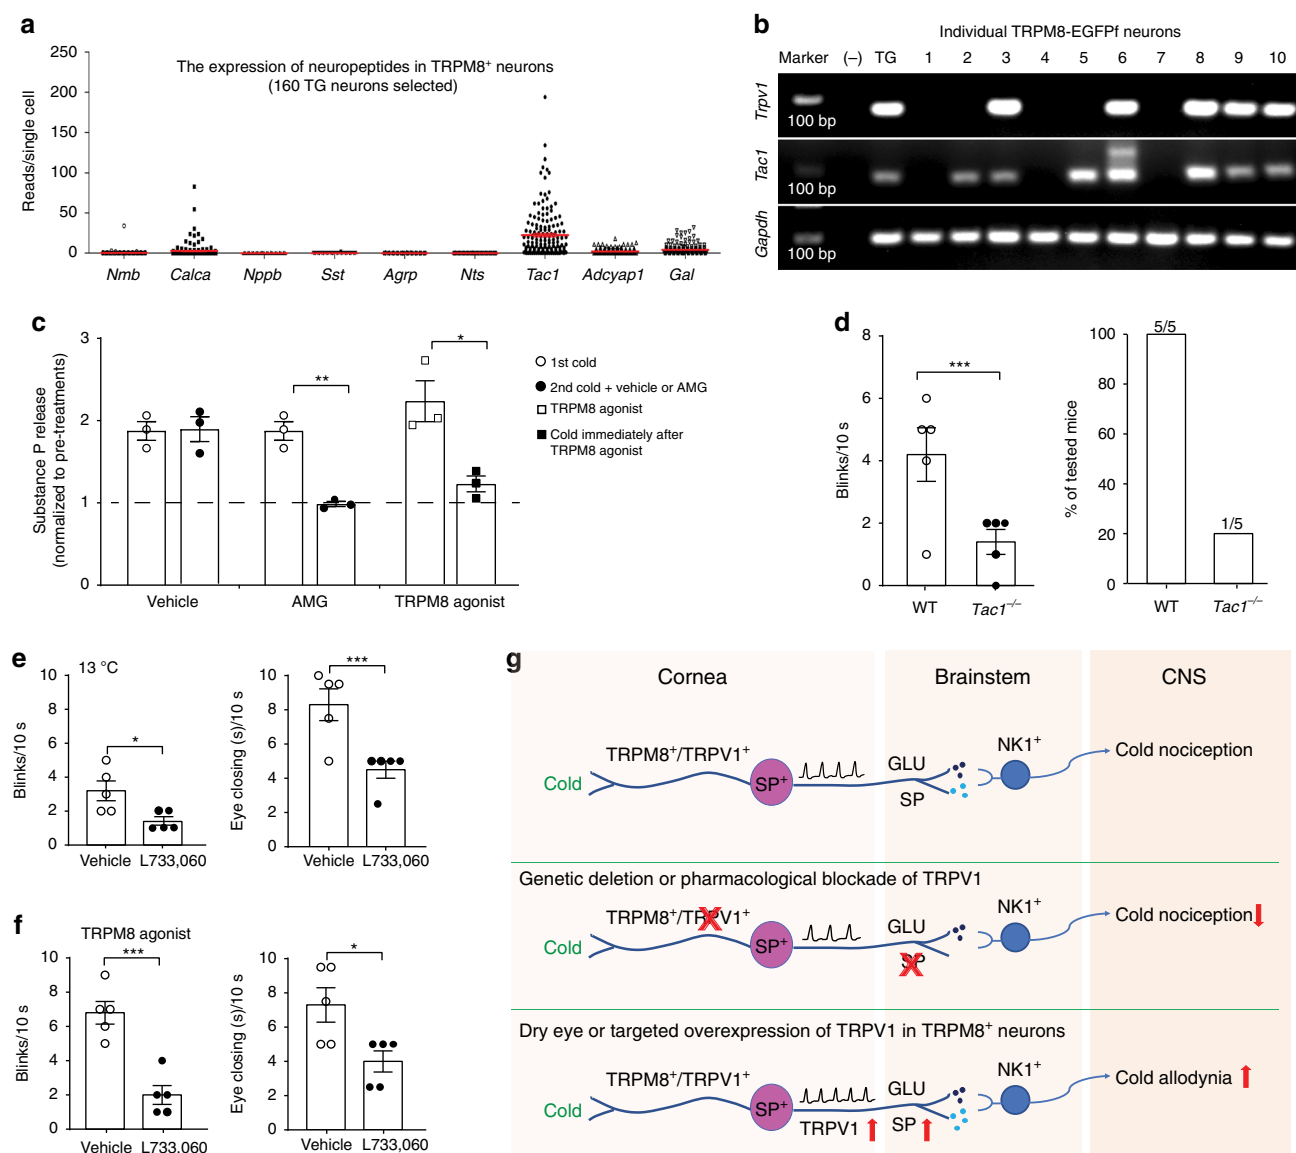 a
The expression of neuropeptides in TRPM8⁺ neurons
(160 TG neurons selected)
Reads/single cell
250
200
150
100
50
0
Nmb Calca Nppb Sst Agrp Nts Tac1 Adcyap1 Gal
b
Individual TRPM8-EGFPf neurons
Marker (–) TG 1 2 3 4 5 6 7 8 9 10
Trpv1
100 bp
Tac1
100 bp
Gapdh
100 bp
c
Substance P release
(normalized to pre-treatments)
3
2
1
0
** *
Vehicle AMG TRPM8 agonist
1st cold
2nd cold + vehicle or AMG
TRPM8 agonist
Cold immediately after
TRPM8 agonist
d
Blinks/10 s
8
6
4
2
0
***
WT Tac1⁻/⁻
% of tested mice
100
80
60
40
20
0
5/5
1/5
WT Tac1⁻/⁻
e
13 °C
Blinks/10 s
10
8
6
4
2
0
*
Vehicle L733,060
Eye closing (s)/10 s
10
8
6
4
2
0
***
Vehicle L733,060
f
TRPM8 agonist
Blinks/10 s
10
8
6
4
2
0
***
Vehicle L733,060
Eye closing (s)/10 s
10
8
6
4
2
0
*
Vehicle L733,060
g
Cornea Brainstem CNS
TRPM8⁺/TRPV1⁺
Cold
SP⁺
GLU
SP
NK1⁺
Cold nociception
Genetic deletion or pharmacological blockade of TRPV1
TRPM8⁺/TRPV1⁺
Cold
SP⁺
GLU
SP
NK1⁺
Cold nociception
Dry eye or targeted overexpression of TRPV1 in TRPM8⁺ neurons
TRPM8⁺/TRPV1⁺
Cold
SP⁺
TRPV1
GLU
SP
NK1⁺
Cold allodynia